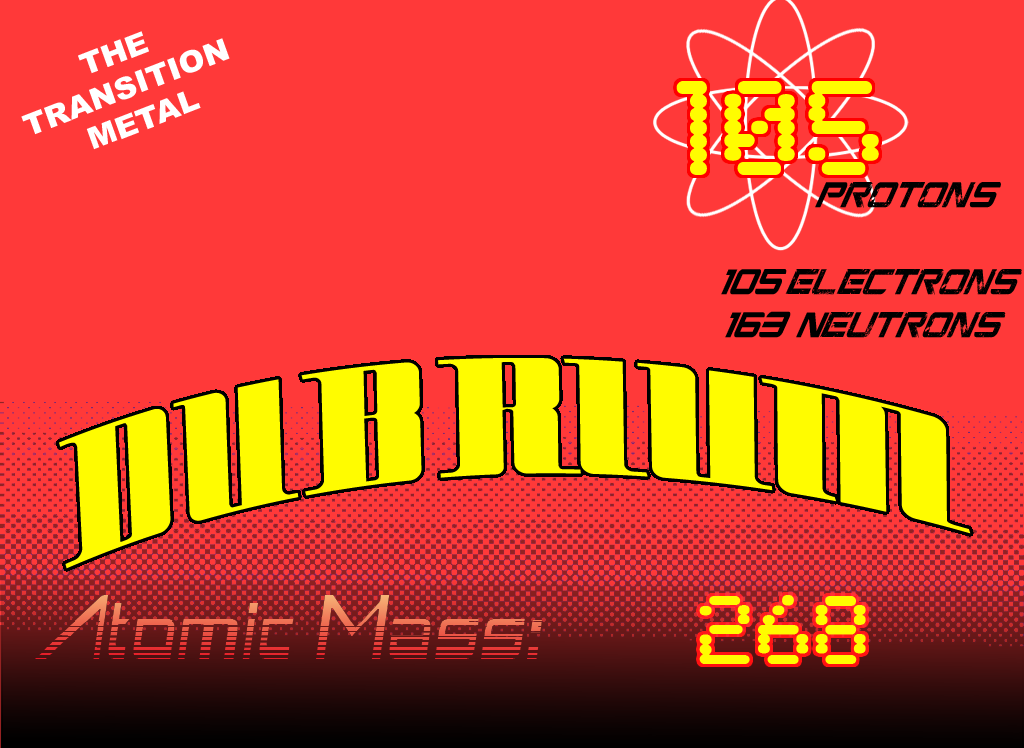 THE
TRANSITION
METAL
105
PROTONS
105 ELECTRONS
163 NEUTRONS
DUBRIUM
Atomic Mass: 268